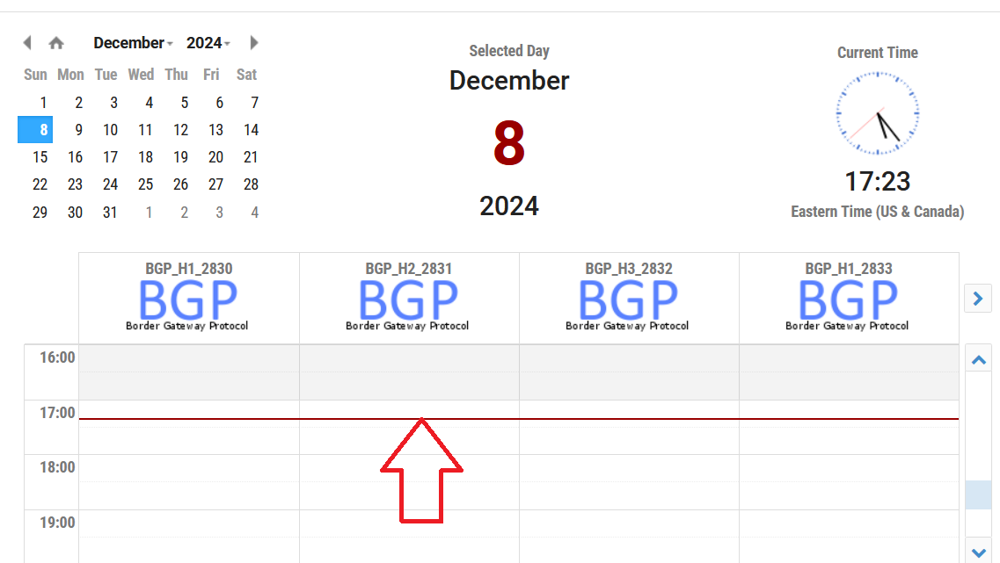 December 2024
Sun Mon Tue Wed Thu Fri Sat
1 2 3 4 5 6 7
8 9 10 11 12 13 14
15 16 17 18 19 20 21
22 23 24 25 26 27 28
29 30 31 1 2 3 4
Selected Day
December
8
2024
Current Time
17:23
Eastern Time (US & Canada)
BGP_H1_2830 BGP_H2_2831 BGP_H3_2832 BGP_H1_2833
BGP BGP BGP BGP
Border Gateway Protocol Border Gateway Protocol Border Gateway Protocol Border Gateway Protocol
16:00
17:00
18:00
19:00